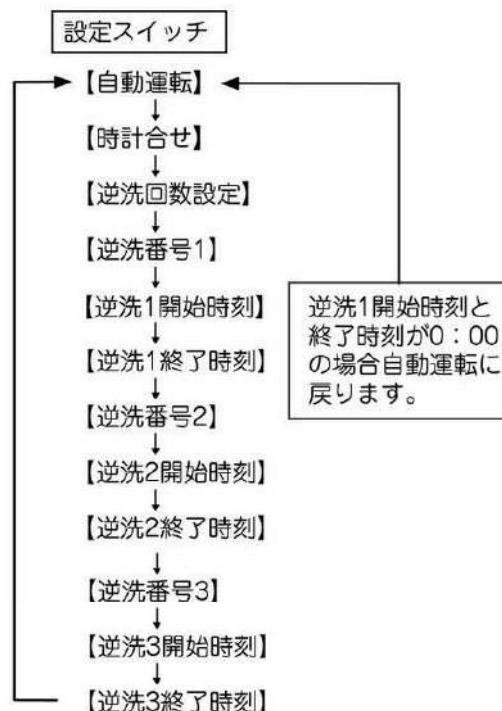 設定スイッチ
【自動運転】
【時計合せ】
【逆洗回数設定】
【逆洗番号1】
【逆洗1開始時刻】
【逆洗1終了時刻】
【逆洗番号2】
【逆洗2開始時刻】
【逆洗2終了時刻】
【逆洗番号3】
【逆洗3開始時刻】
【逆洗3終了時刻】
逆洗1開始時刻と
終了時刻が0：00
の場合自動運転に
戻ります。